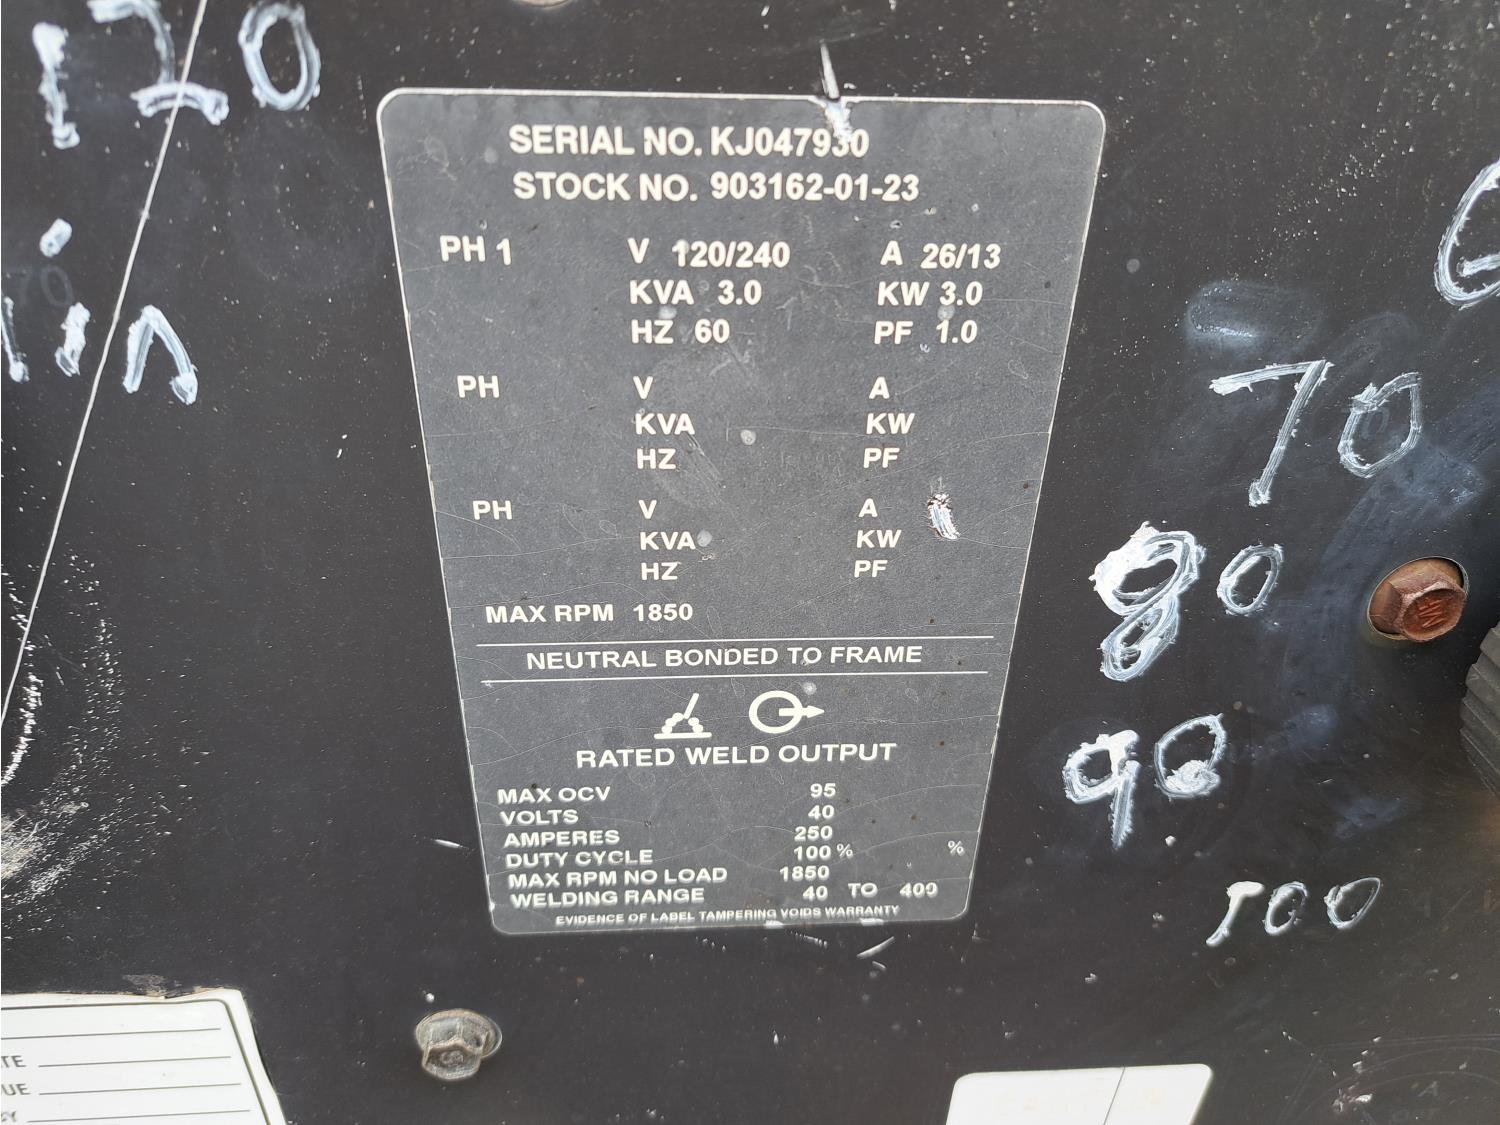 120
in
SERIAL NO. KJ047930
STOCK NO. 903162-01-23
PH 1 V 120/240 A 26/13
KVA 3.0 KW 3.0
HZ 60 PF 1.0
PH V A
KVA KW
HZ PF
PH V A
KVA KW
HZ PF
MAX RPM 1850
NEUTRAL BONDED TO FRAME
RATED WELD OUTPUT
MAX OCV 95
VOLTS 40
AMPERES 250
DUTY CYCLE 100 % %
MAX RPM NO LOAD 1850
WELDING RANGE 40 TO 400
EVIDENCE OF LABEL TAMPERING VOIDS WARRANTY
70
80
90
100
TE
UE